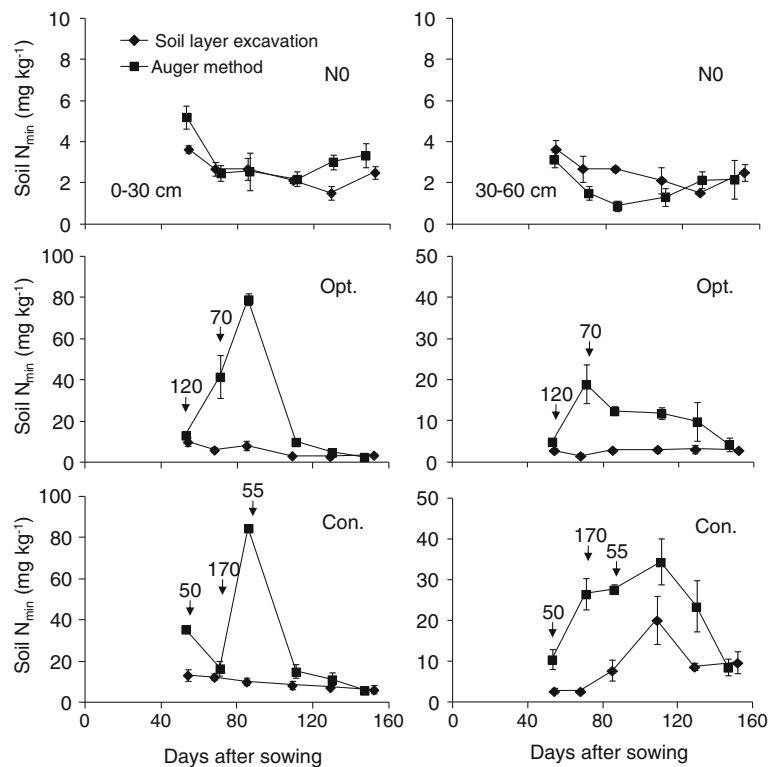 Soil Nmin (mg kg-1)
10
8
6
4
2
0
Soil layer excavation
Auger method
N0
0-30 cm
10
8
6
4
2
0
N0
30-60 cm
Soil Nmin (mg kg-1)
100
80
60
40
20
0
120
70
Opt.
50
40
30
20
10
0
120
70
Opt.
Soil Nmin (mg kg-1)
100
80
60
40
20
0
50
170
55
Con.
0 40 80 120 160
Days after sowing
50
40
30
20
10
0
50
170
55
Con.
0 40 80 120 160
Days after sowing